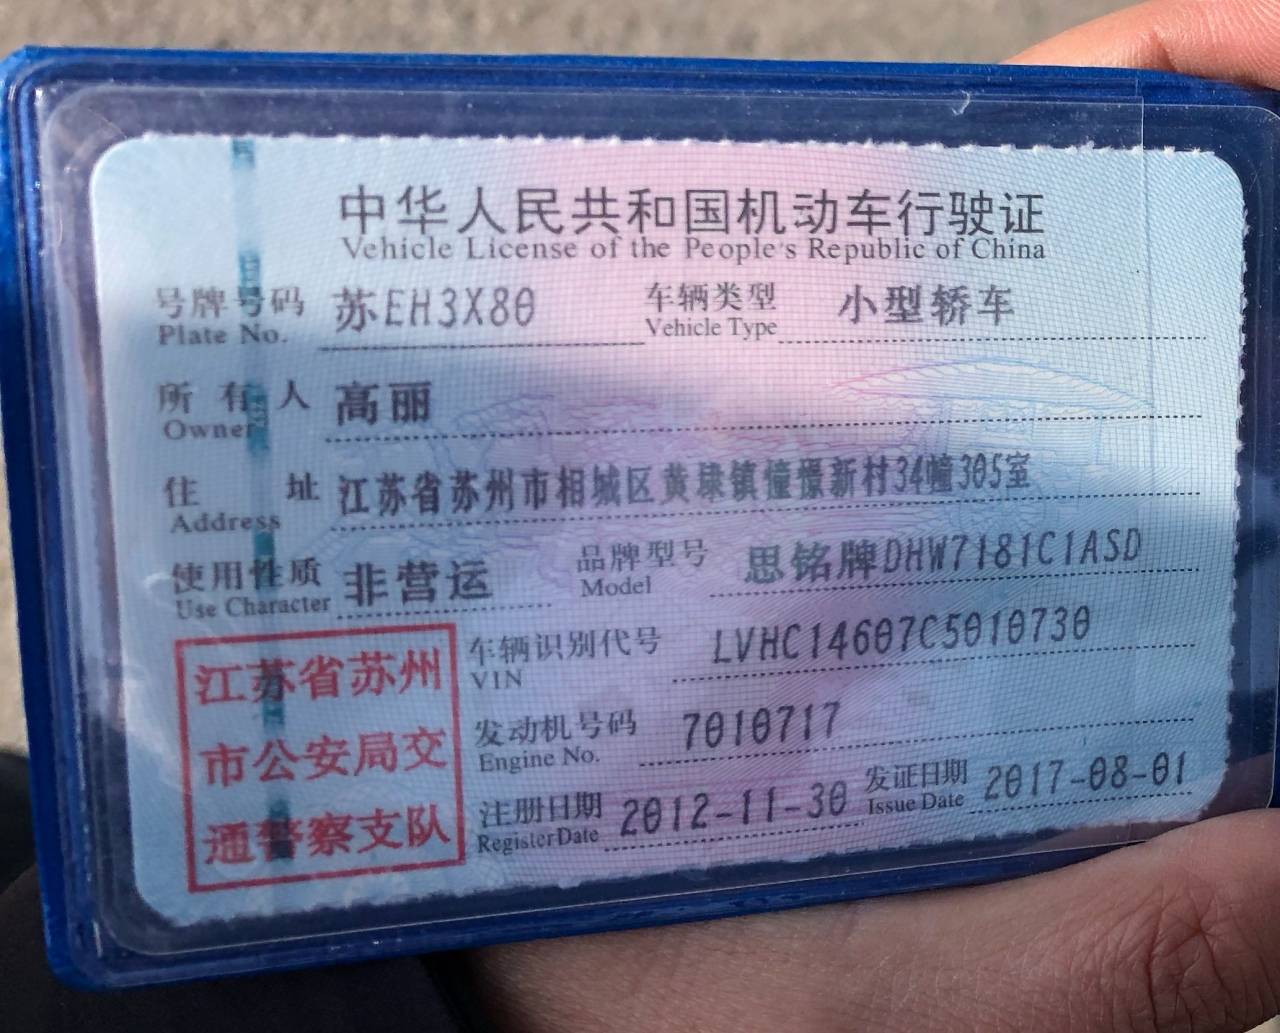 中华人民共和国机动车行驶证
Vehicle License of the People's Republic of China
号牌号码 苏EH3X80 车辆类型 小型轿车
Plate No. Vehicle Type
所有人 高丽
Owner
住址 江苏省苏州市相城区黄埭镇憧憬新村34幢305室
Address
使用性质 非营运 品牌型号 思铭牌DHW7181C1ASD
Use Character Model
车辆识别代号 LVHC14607C5010730
VIN
发动机号码 7010717
Engine No.
注册日期 2012-11-30 发证日期 2017-08-01
Register Date Issue Date
江苏省苏州
市公安局交
通警察支队